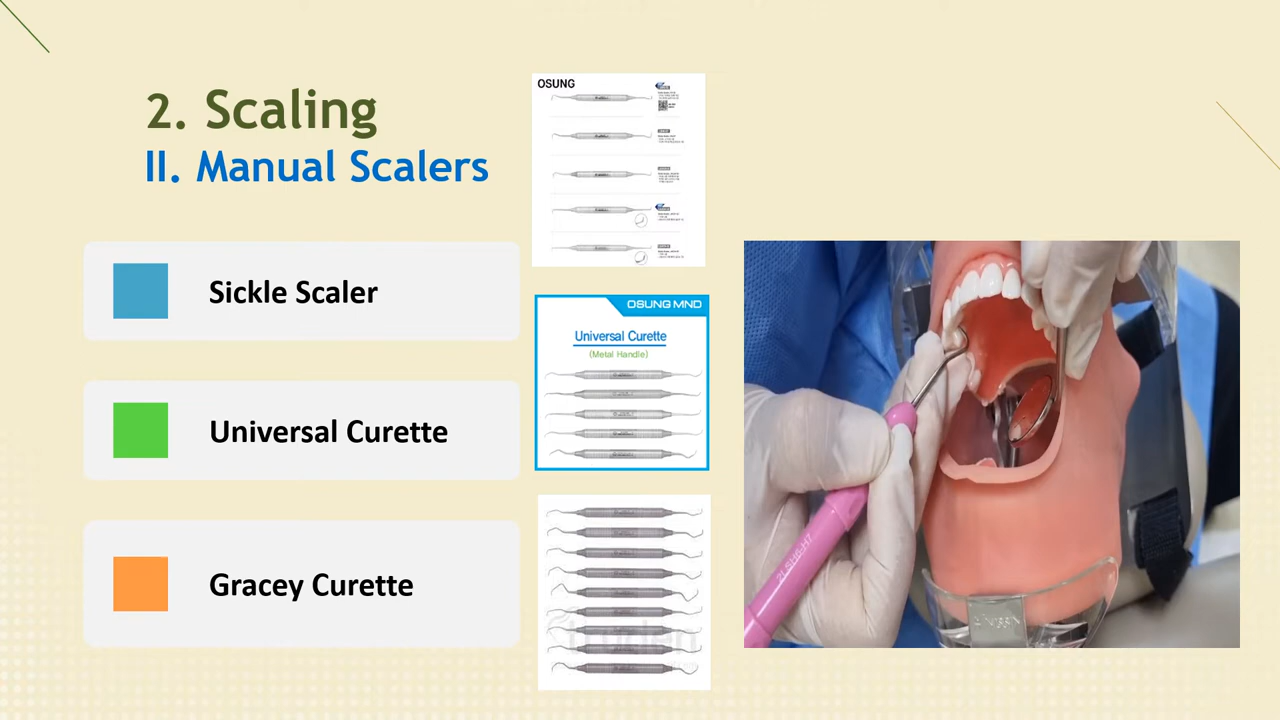 2. Scaling
II. Manual Scalers
Sickle Scaler
Universal Curette
Gracey Curette
OSUNG
OSUNG MND
Universal Curette
(Metal Handle)